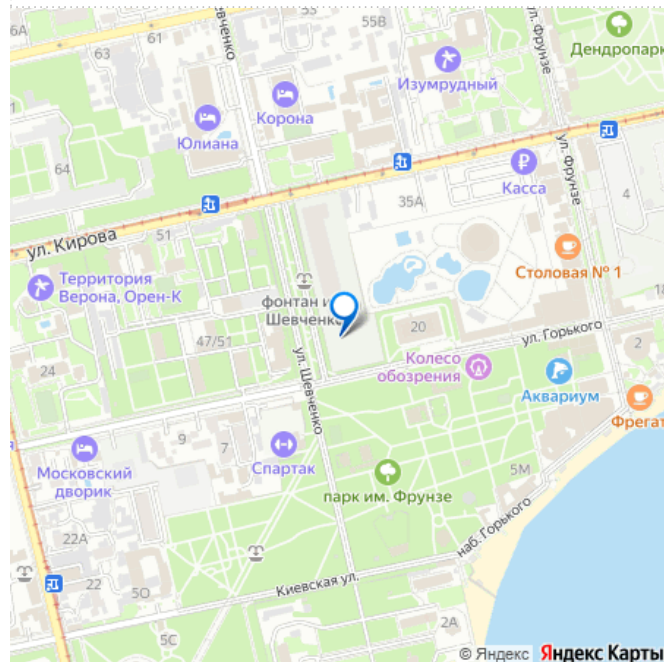 55В
63
61
53
ул. Фрунзе
Дендропарк
Изумрудный
Корона
Юлиана
64
ул. Фрунзе
Касса
4
35А
ул. Кирова
51
Столовая № 1
Территория
Верона, Орен-К
фонтан и
Шевченко
18
20
ул. Горького
47/51
2
24
ул. Шевченко
Колесо
обозрения
Аквариум
Фрегат
9
7
Московский
дворик
Спартак
5М
парк им. Фрунзе
наб. Горького
22А
22
5О
Киевская ул.
5С
2А
© Яндекс Яндекс Карты